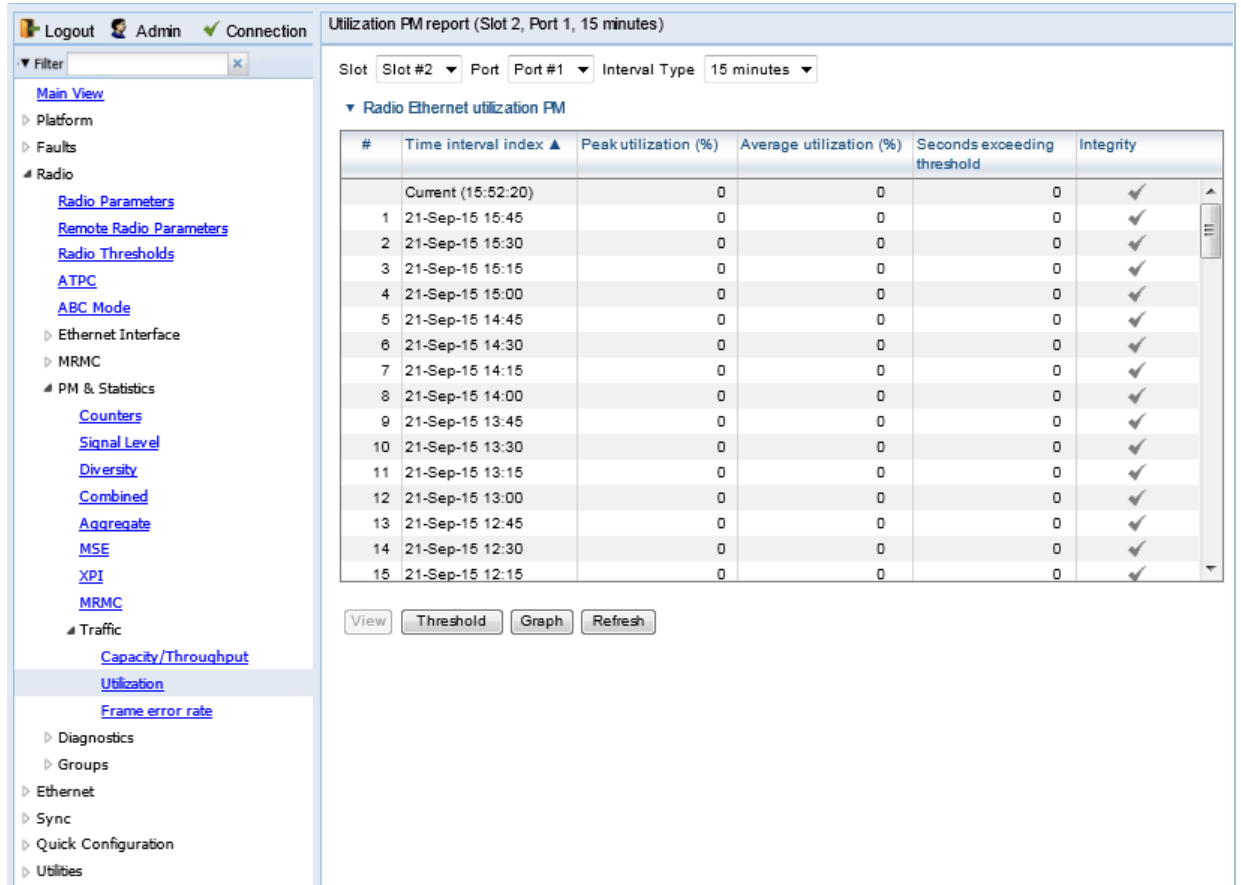 Logout Admin Connection
Filter
Main View
Platform
Faults
Radio
Radio Parameters
Remote Radio Parameters
Radio Thresholds
ATPC
ABC Mode
Ethernet Interface
MRMC
PM & Statistics
Counters
Signal Level
Diversity
Combined
Aggregate
MSE
XPI
MRMC
Traffic
Capacity/Throughput
Utilization
Frame error rate
Diagnostics
Groups
Ethernet
Sync
Quick Configuration
Utilities
Utilization PM report (Slot 2, Port 1, 15 minutes)
Slot Slot #2 Port Port #1 Interval Type 15 minutes
Radio Ethernet utilization PM
# Time interval index ▲ Peak utilization (%) Average utilization (%) Seconds exceeding threshold Integrity
Current (15:52:20) 0 0 0
1 21-Sep-15 15:45 0 0 0
2 21-Sep-15 15:30 0 0 0
3 21-Sep-15 15:15 0 0 0
4 21-Sep-15 15:00 0 0 0
5 21-Sep-15 14:45 0 0 0
6 21-Sep-15 14:30 0 0 0
7 21-Sep-15 14:15 0 0 0
8 21-Sep-15 14:00 0 0 0
9 21-Sep-15 13:45 0 0 0
10 21-Sep-15 13:30 0 0 0
11 21-Sep-15 13:15 0 0 0
12 21-Sep-15 13:00 0 0 0
13 21-Sep-15 12:45 0 0 0
14 21-Sep-15 12:30 0 0 0
15 21-Sep-15 12:15 0 0 0
View Threshold Graph Refresh